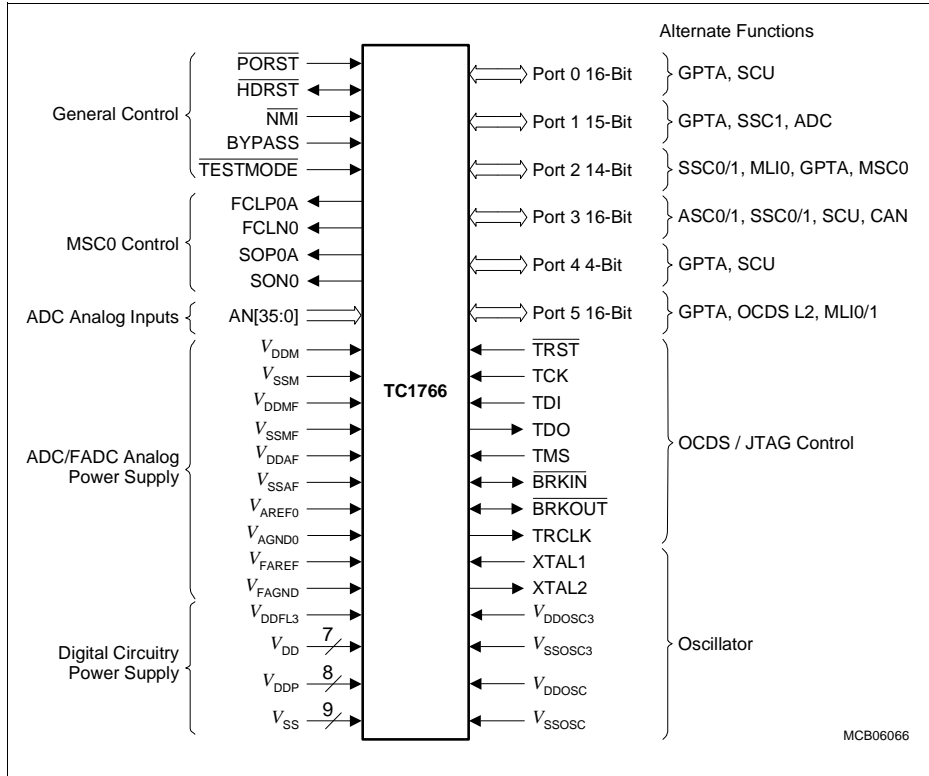 Alternate Functions
General Control
PORST
HDRST
NMI
BYPASS
TESTMODE
MSC0 Control
FCLP0A
FCLN0
SOP0A
SON0
ADC Analog Inputs
AN[35:0]
ADC/FADC Analog
Power Supply
VDDM
VSSM
VDDMF
VSSMF
VDDAF
VSSAF
VAREF0
VAGND0
VFAREF
VFAGND
Digital Circuitry
Power Supply
VDDFL3
VDD 7
VDDP 8
VSS 9
TC1766
Port 0 16-Bit GPTA, SCU
Port 1 15-Bit GPTA, SSC1, ADC
Port 2 14-Bit SSC0/1, MLI0, GPTA, MSC0
Port 3 16-Bit ASC0/1, SSC0/1, SCU, CAN
Port 4 4-Bit GPTA, SCU
Port 5 16-Bit GPTA, OCDS L2, MLI0/1
TRST
TCK
TDI
TDO
TMS
BRKIN
BRKOUT
TRCLK
OCDS / JTAG Control
XTAL1
XTAL2
VDDOSC3
VSSOSC3
VDDOSC
VSSOSC
Oscillator
MCB06066